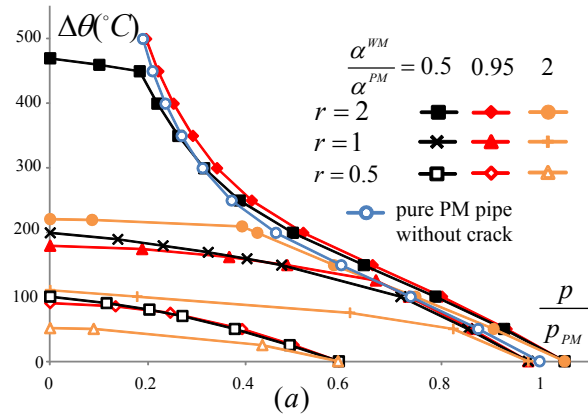 Δθ(°C)
α^WM / α^PM = 0.5 0.95 2
r = 2
r = 1
r = 0.5
pure PM pipe
without crack
500
400
300
200
100
0
0 0.2 0.4 0.6 0.8 1
p / p_PM
(a)